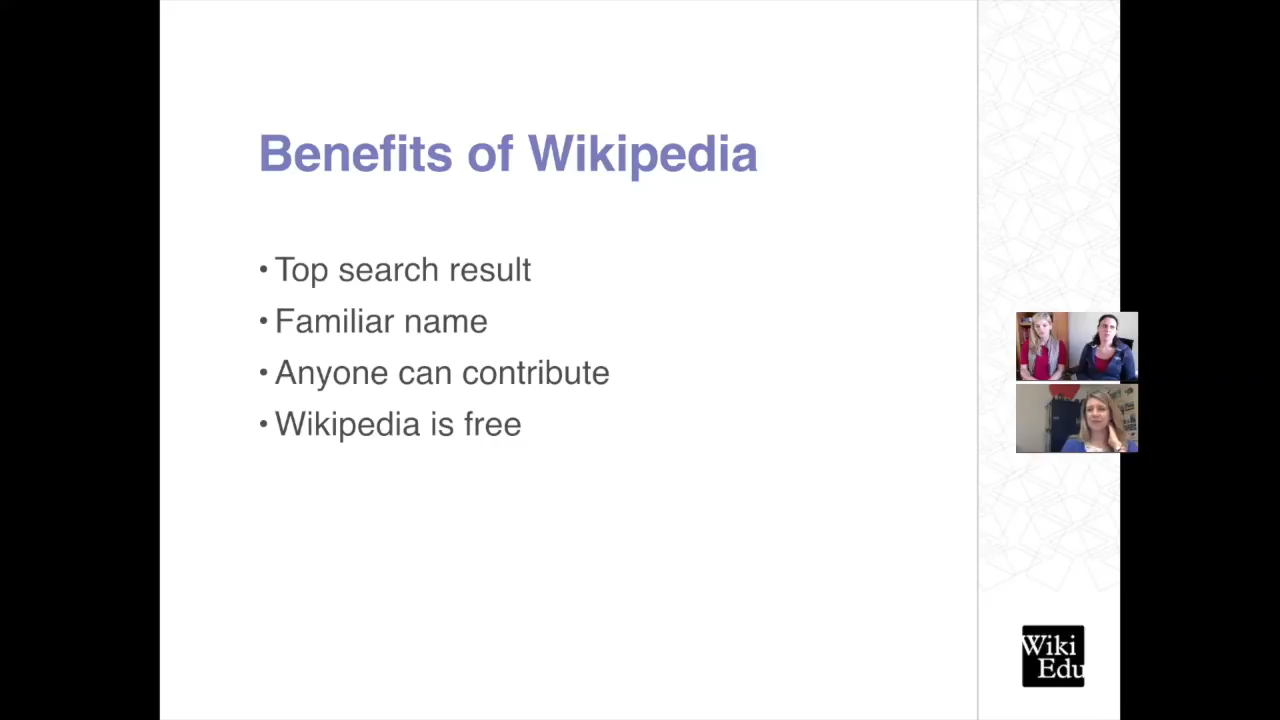 Benefits of Wikipedia
• Top search result
• Familiar name
• Anyone can contribute
• Wikipedia is free
Wiki
Edu